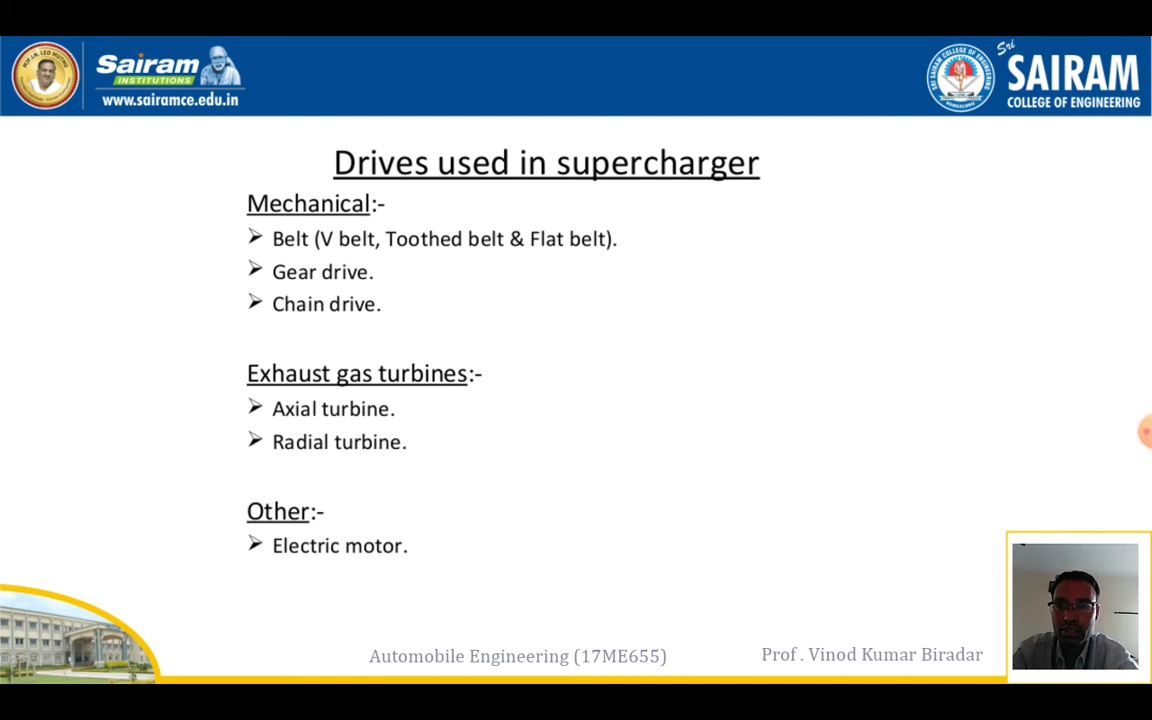 Sairam
INSTITUTIONS
www.sairamce.edu.in
Sri
SAIRAM
COLLEGE OF ENGINEERING
Drives used in supercharger
Mechanical:-
Belt (V belt, Toothed belt & Flat belt).
Gear drive.
Chain drive.
Exhaust gas turbines:-
Axial turbine.
Radial turbine.
Other:-
Electric motor.
Automobile Engineering (17ME655)
Prof . Vinod Kumar Biradar